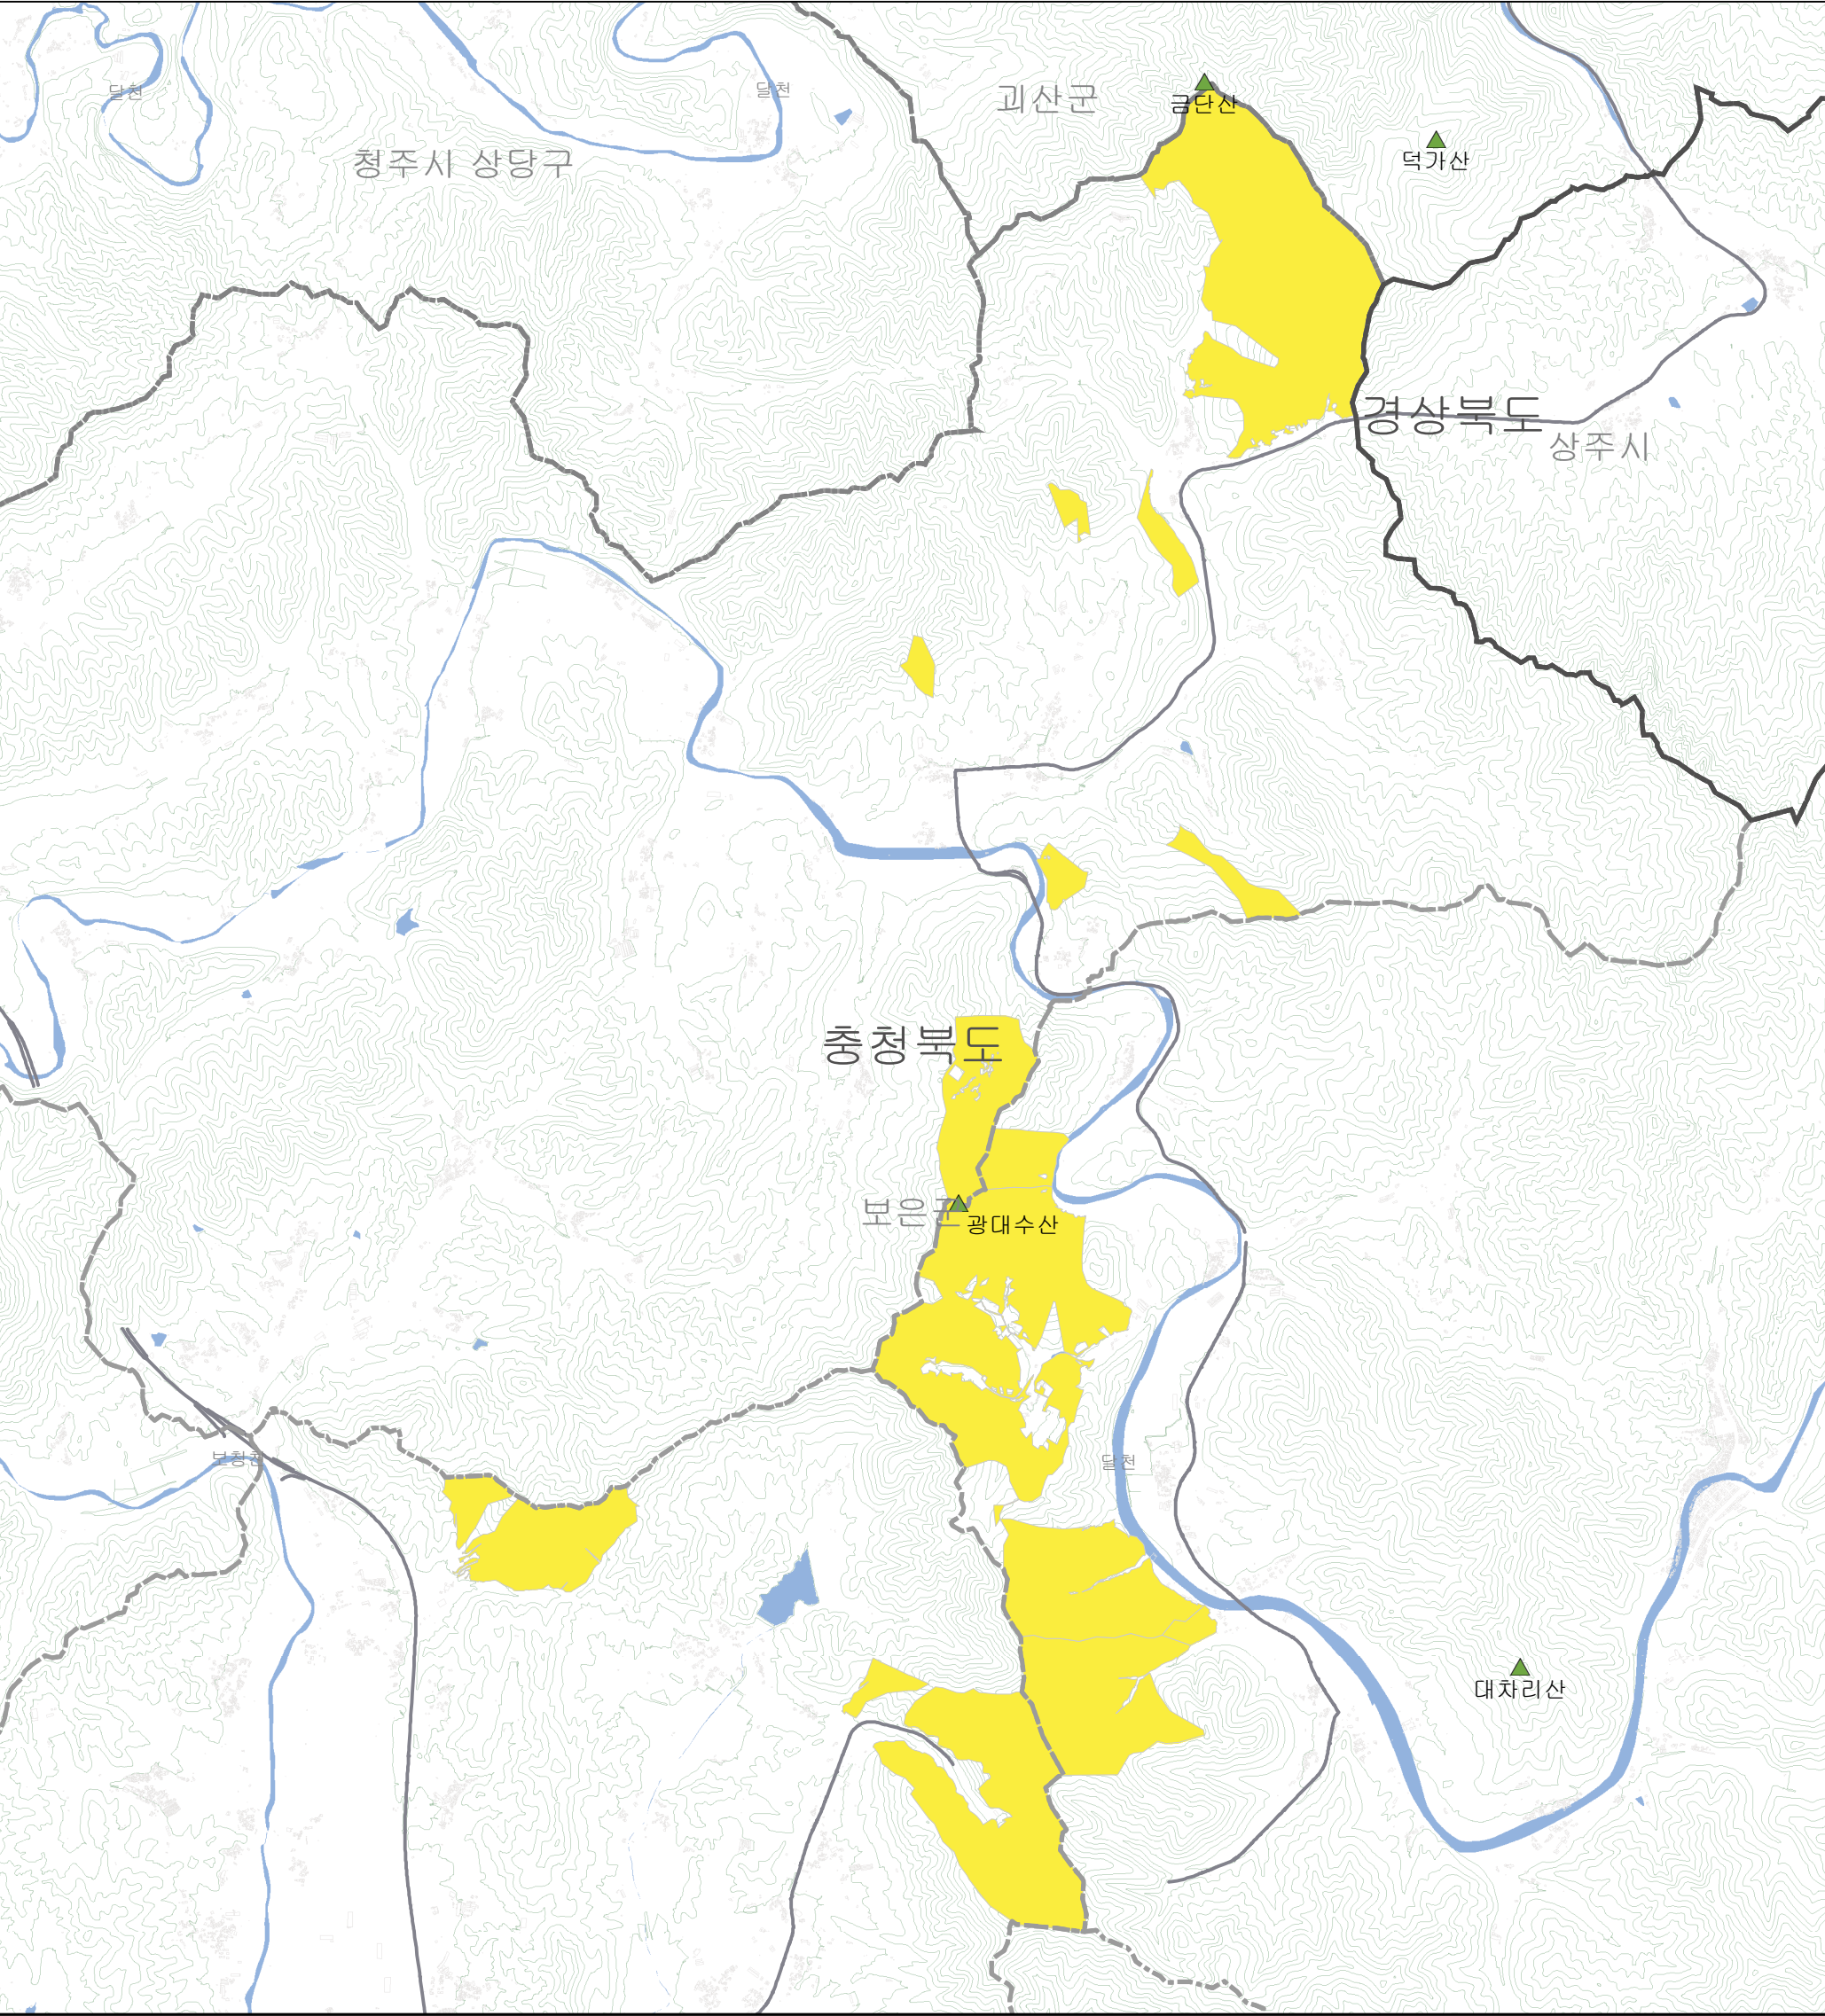 달천
달천
괴산군
금단산
청주시 상당구
덕가산
경상북도
상주시
충청북도
보은군
광대수산
보청천
달천
대차리산